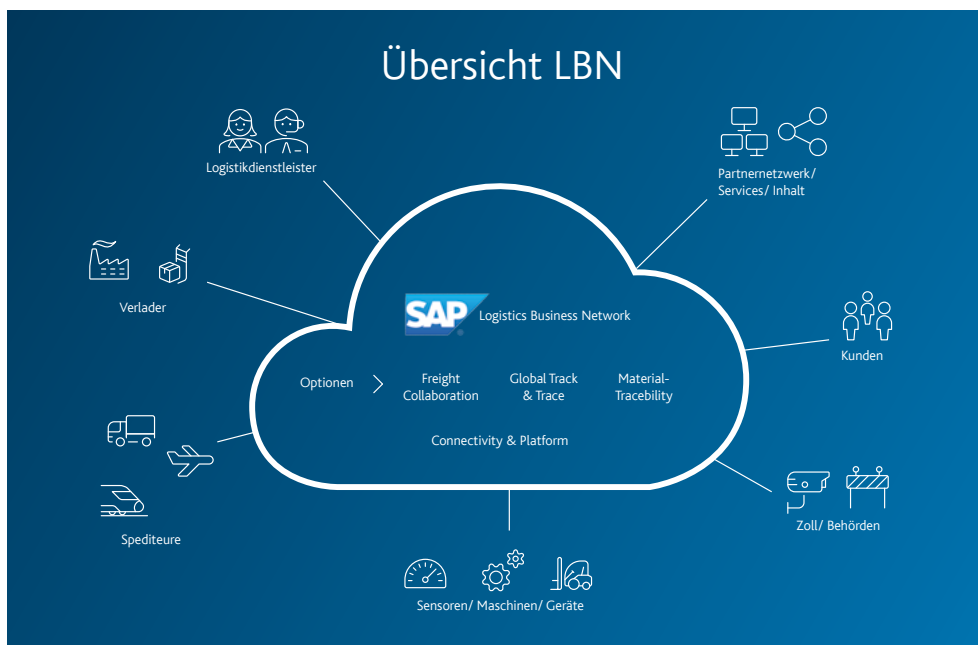 Übersicht LBN
Logistikdienstleister
Partnernetzwerk/
Services/ Inhalt
Verlader
SAP Logistics Business Network
Kunden
Optionen
Freight
Collaboration
Global Track
& Trace
Material-
Tracebility
Connectivity & Platform
Spediteure
Zoll/ Behörden
Sensoren/ Maschinen/ Geräte